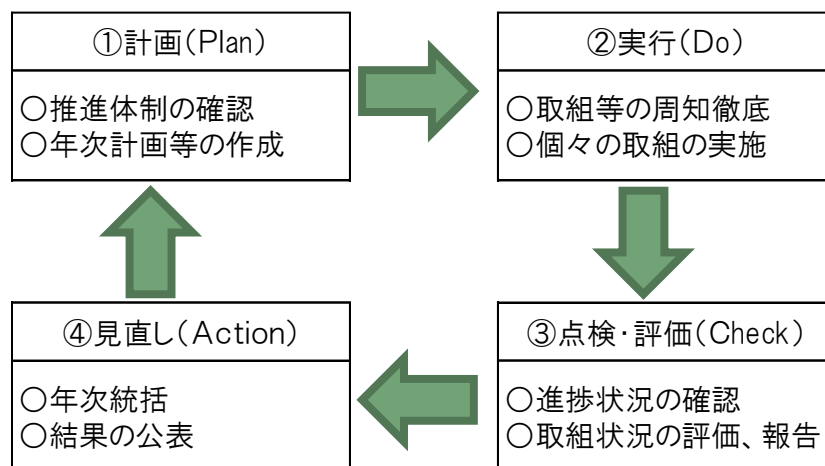 ①計画(Plan)
○推進体制の確認
○年次計画等の作成
②実行(Do)
○取組等の周知徹底
○個々の取組の実施
③点検・評価(Check)
○進捗状況の確認
○取組状況の評価、報告
④見直し(Action)
○年次統括
○結果の公表